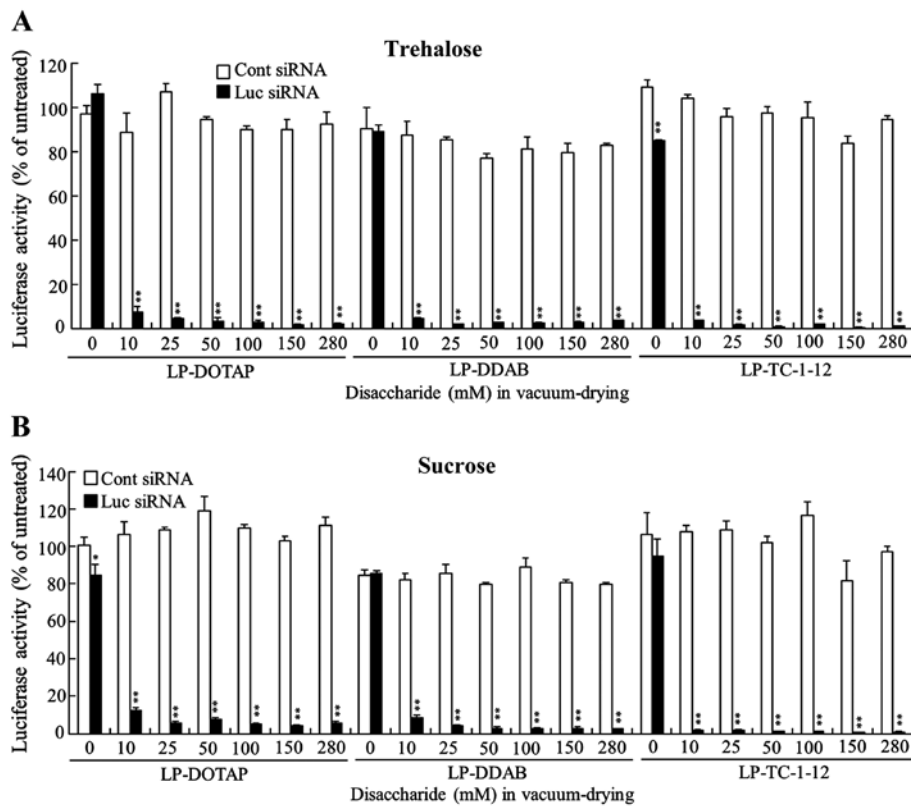 A
Trehalose
Luciferase activity (% of untreated)
120
100
80
60
40
20
0
Cont siRNA
Luc siRNA
** ** ** ** ** ** ** ** ** ** ** ** ** ** ** ** ** ** **
0 10 25 50 100 150 280 0 10 25 50 100 150 280 0 10 25 50 100 150 280
LP-DOTAP LP-DDAB LP-TC-1-12
Disaccharide (mM) in vacuum-drying
B
Sucrose
Luciferase activity (% of untreated)
140
120
100
80
60
40
20
0
Cont siRNA
Luc siRNA
* ** ** ** ** ** ** ** ** ** ** ** ** ** ** ** ** ** **
0 10 25 50 100 150 280 0 10 25 50 100 150 280 0 10 25 50 100 150 280
LP-DOTAP LP-DDAB LP-TC-1-12
Disaccharide (mM) in vacuum-drying